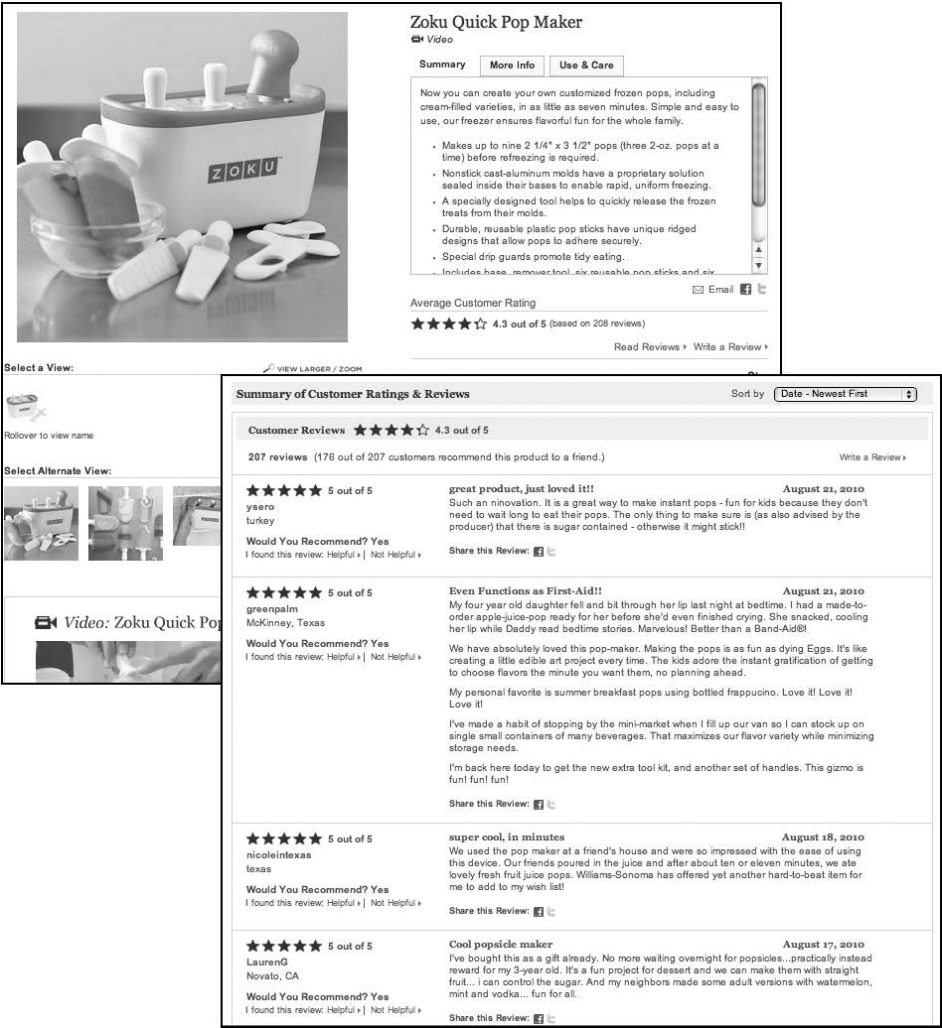 Zoku Quick Pop Maker
Video
Summary
More Info
Use & Care
Now you can create your own customized frozen pops, including
cream-filled varieties, in as little as seven minutes. Simple and easy to
use, our freezer ensures flavorful fun for the whole family.
• Makes up to nine 2 1/4" x 3 1/2" pops (three 2-oz. pops at a
time) before refreezing is required.
• Nonstick cast-aluminum molds have a proprietary solution
sealed inside their bases to enable rapid, uniform freezing.
• A specially designed tool helps to quickly release the frozen
treats from their molds.
• Durable, reusable plastic pop sticks have unique ridged
designs that allow pops to adhere securely.
• Special drip guards promote tidy eating.
• Includes base, remover tool, six reusable pop sticks and six
ZOKU
Email
Average Customer Rating
4.3 out of 5 (based on 208 reviews)
Read Reviews Write a Review
Select a View:
VIEW LARGER / ZOOM
Rollover to view name
Select Alternate View:
Video: Zoku Quick Pop
Summary of Customer Ratings & Reviews
Sort by Date - Newest First
Customer Reviews 4.3 out of 5
207 reviews (176 out of 207 customers recommend this product to a friend.)
Write a Review
5 out of 5
ysero
turkey
Would You Recommend? Yes
I found this review: Helpful | Not Helpful
great product, just loved it!! August 21, 2010
Such an ninovation. It is a great way to make instant pops - fun for kids because they don't
need to wait long to eat their pops. The only thing to make sure is (as also advised by the
producer) that there is sugar contained - otherwise it might stick!!
Share this Review:
5 out of 5
greenpalm
McKinney, Texas
Would You Recommend? Yes
I found this review: Helpful | Not Helpful
Even Functions as First-Aid!! August 21, 2010
My four year old daughter fell and bit through her lip last night at bedtime. I had a made-to-
order apple-juice-pop ready for her before she'd even finished crying. She snacked, cooling
her lip while Daddy read bedtime stories. Marvelous! Better than a Band-Aid®!
We have absolutely loved this pop-maker. Making the pops is as fun as dying Eggs. It's like
creating a little edible art project every time. The kids adore the instant gratification of getting
to choose flavors the minute you want them, no planning ahead.
My personal favorite is summer breakfast pops using bottled frappucino. Love it! Love it!
Love it!
I've made a habit of stopping by the mini-market when I fill up our van so I can stock up on
single small containers of many beverages. That maximizes our flavor variety while minimizing
storage needs.
I'm back here today to get the new extra tool kit, and another set of handles. This gizmo is
fun! fun! fun!
Share this Review:
5 out of 5
nicoleintexas
texas
Would You Recommend? Yes
I found this review: Helpful | Not Helpful
super cool, in minutes August 18, 2010
We used the pop maker at a friend's house and were so impressed with the ease of using
this device. Our friends poured in the juice and after about ten or eleven minutes, we ate
lovely fresh fruit juice pops. Williams-Sonoma has offered yet another hard-to-beat item for
me to add to my wish list!
Share this Review:
5 out of 5
LaurenG
Novato, CA
Would You Recommend? Yes
I found this review: Helpful | Not Helpful
Cool popsicle maker August 17, 2010
I've bought this as a gift already. No more waiting overnight for popsicles...practically instead
reward for my 3-year old. It's a fun project for dessert and we can make them with straight
fruit... i can control the sugar. And my neighbors made some adult versions with watermelon,
mint and vodka... fun for all.
Share this Review: